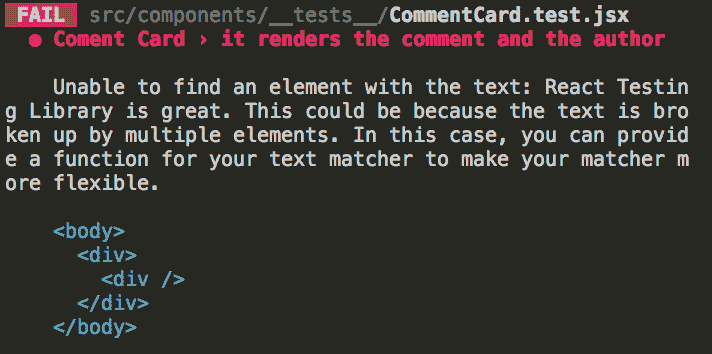 FAIL src/components/__tests__/CommentCard.test.jsx
● Coment Card › it renders the comment and the author
Unable to find an element with the text: React Testin
g Library is great. This could be because the text is bro
ken up by multiple elements. In this case, you can provid
e a function for your text matcher to make your matcher m
ore flexible.
<body>
<div>
<div />
</div>
</body>